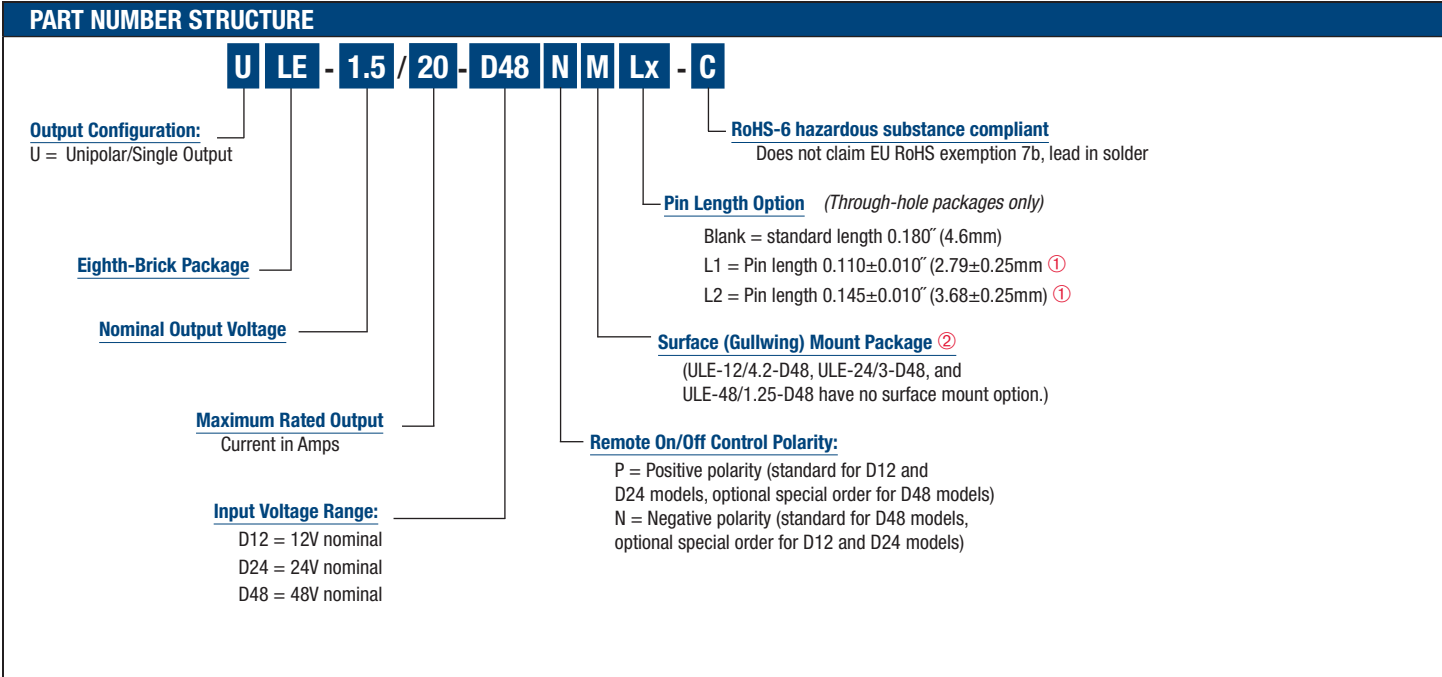 PART NUMBER STRUCTURE
U LE - 1.5 / 20 - D48 N M Lx - C
Output Configuration:
U = Unipolar/Single Output
RoHS-6 hazardous substance compliant
Does not claim EU RoHS exemption 7b, lead in solder
Pin Length Option (Through-hole packages only)
Blank = standard length 0.180˝ (4.6mm)
L1 = Pin length 0.110±0.010˝ (2.79±0.25mm ①
L2 = Pin length 0.145±0.010˝ (3.68±0.25mm) ①
Eighth-Brick Package
Nominal Output Voltage
Surface (Gullwing) Mount Package ②
(ULE-12/4.2-D48, ULE-24/3-D48, and
ULE-48/1.25-D48 have no surface mount option.)
Maximum Rated Output
Current in Amps
Remote On/Off Control Polarity:
P = Positive polarity (standard for D12 and
D24 models, optional special order for D48 models)
N = Negative polarity (standard for D48 models,
optional special order for D12 and D24 models)
Input Voltage Range:
D12 = 12V nominal
D24 = 24V nominal
D48 = 48V nominal